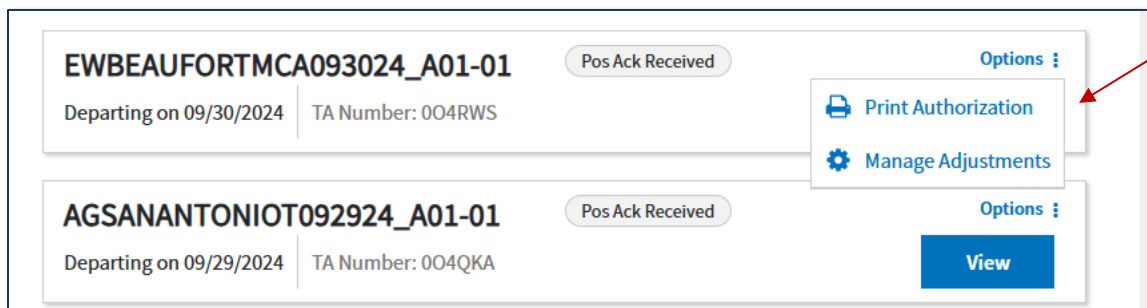 EWBEAUFORTMCA093024_A01-01 Pos Ack Received Options
Departing on 09/30/2024 TA Number: 0O4RWS
Print Authorization
Manage Adjustments
AGSANANTONIOT092924_A01-01 Pos Ack Received Options
Departing on 09/29/2024 TA Number: 0O4QKA
View